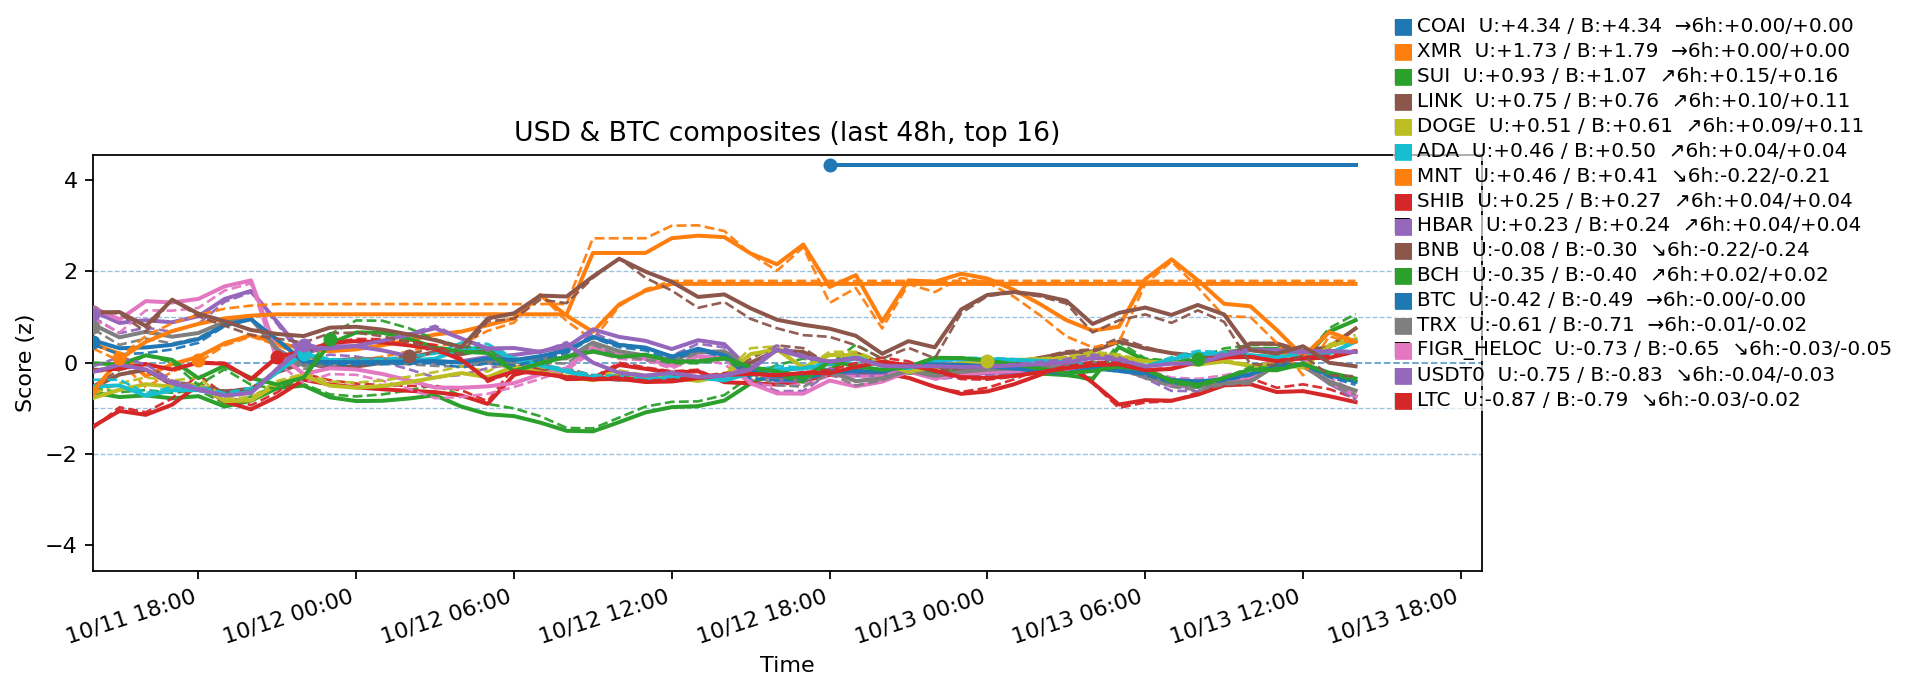 COAI U:+4.34 / B:+4.34 →6h:+0.00/+0.00
XMR U:+1.73 / B:+1.79 →6h:+0.00/+0.00
SUI U:+0.93 / B:+1.07 ↗6h:+0.15/+0.16
LINK U:+0.75 / B:+0.76 ↗6h:+0.10/+0.11
DOGE U:+0.51 / B:+0.61 ↗6h:+0.09/+0.11
ADA U:+0.46 / B:+0.50 ↗6h:+0.04/+0.04
MNT U:+0.46 / B:+0.41 ↘6h:-0.22/-0.21
SHIB U:+0.25 / B:+0.27 ↗6h:+0.04/+0.04
HBAR U:+0.23 / B:+0.24 ↗6h:+0.04/+0.04
BNB U:-0.08 / B:-0.30 ↘6h:-0.22/-0.24
BCH U:-0.35 / B:-0.40 ↗6h:+0.02/+0.02
BTC U:-0.42 / B:-0.49 →6h:-0.00/-0.00
TRX U:-0.61 / B:-0.71 →6h:-0.01/-0.02
FIGR_HELOC U:-0.73 / B:-0.65 ↘6h:-0.03/-0.05
USDT0 U:-0.75 / B:-0.83 ↘6h:-0.04/-0.03
LTC U:-0.87 / B:-0.79 ↘6h:-0.03/-0.02
USD & BTC composites (last 48h, top 16)
Score (z)
4
2
0
−2
−4
10/11 18:00
10/12 00:00
10/12 06:00
10/12 12:00
10/12 18:00
10/13 00:00
10/13 06:00
10/13 12:00
10/13 18:00
Time